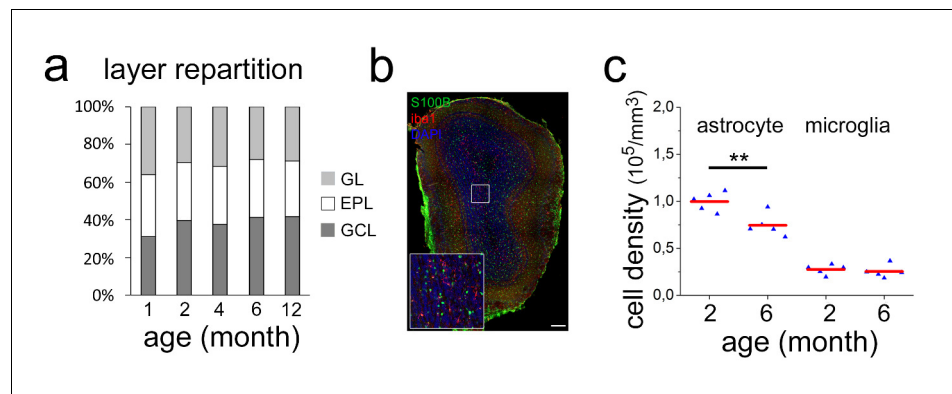 a layer repartition
100%
80%
60%
40%
20%
0%
1 2 4 6 12
age (month)
GL
EPL
GCL
b
S100B
iba1
DAPI
c
cell density (10⁵/mm³)
2,0
1,5
1,0
0,5
0,0
astrocyte microglia
**
2 6 2 6
age (month)